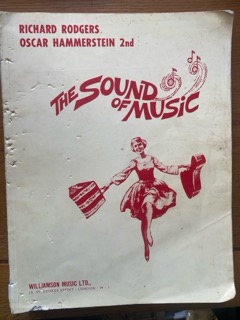 RICHARD RODGERS.
OSCAR HAMMERSTEIN 2nd
THE SOUND
OF MUSIC
WILLIAMSON MUSIC LTD.,